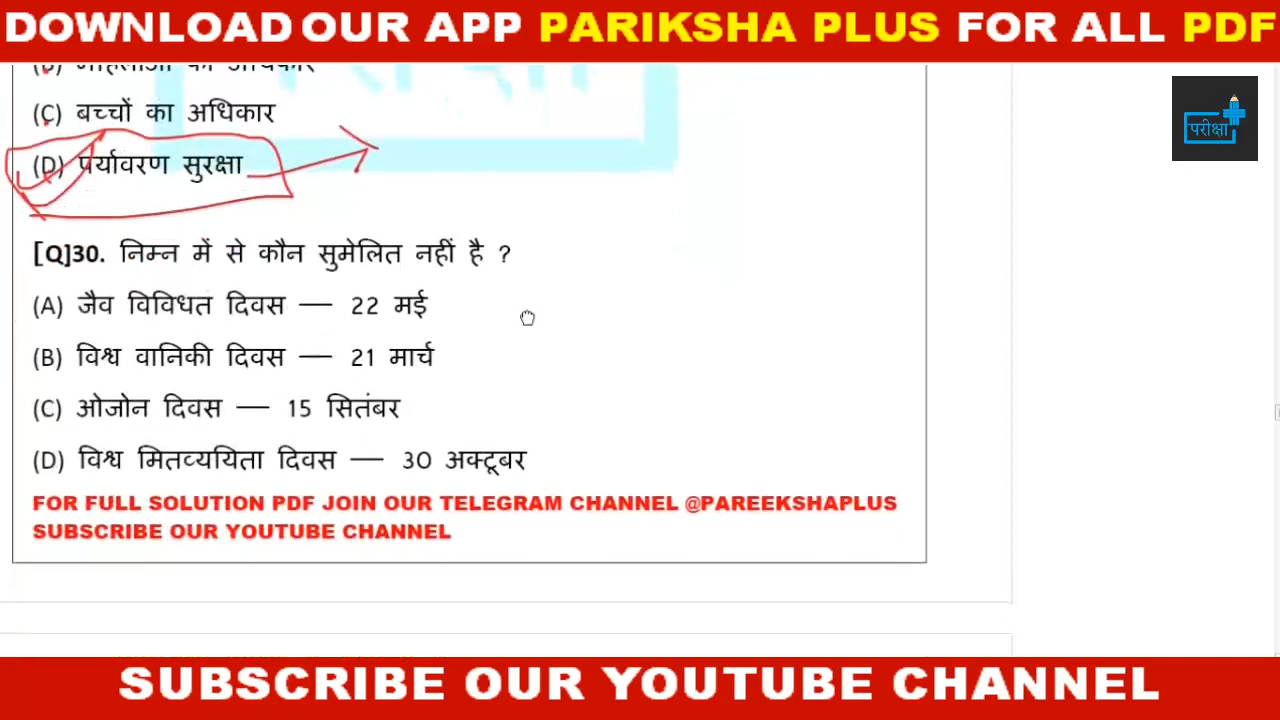 DOWNLOAD OUR APP PARIKSHA PLUS FOR ALL PDF
परीक्षा
(C) बच्चों का अधिकार
(D) पर्यावरण सुरक्षा
[Q]30. निम्न में से कौन सुमेलित नहीं है ?
(A) जैव विविधत दिवस — 22 मई
(B) विश्व वानिकी दिवस — 21 मार्च
(C) ओजोन दिवस — 15 सितंबर
(D) विश्व मितव्ययिता दिवस — 30 अक्टूबर
FOR FULL SOLUTION PDF JOIN OUR TELEGRAM CHANNEL @PAREEKSHAPLUS
SUBSCRIBE OUR YOUTUBE CHANNEL
SUBSCRIBE OUR YOUTUBE CHANNEL